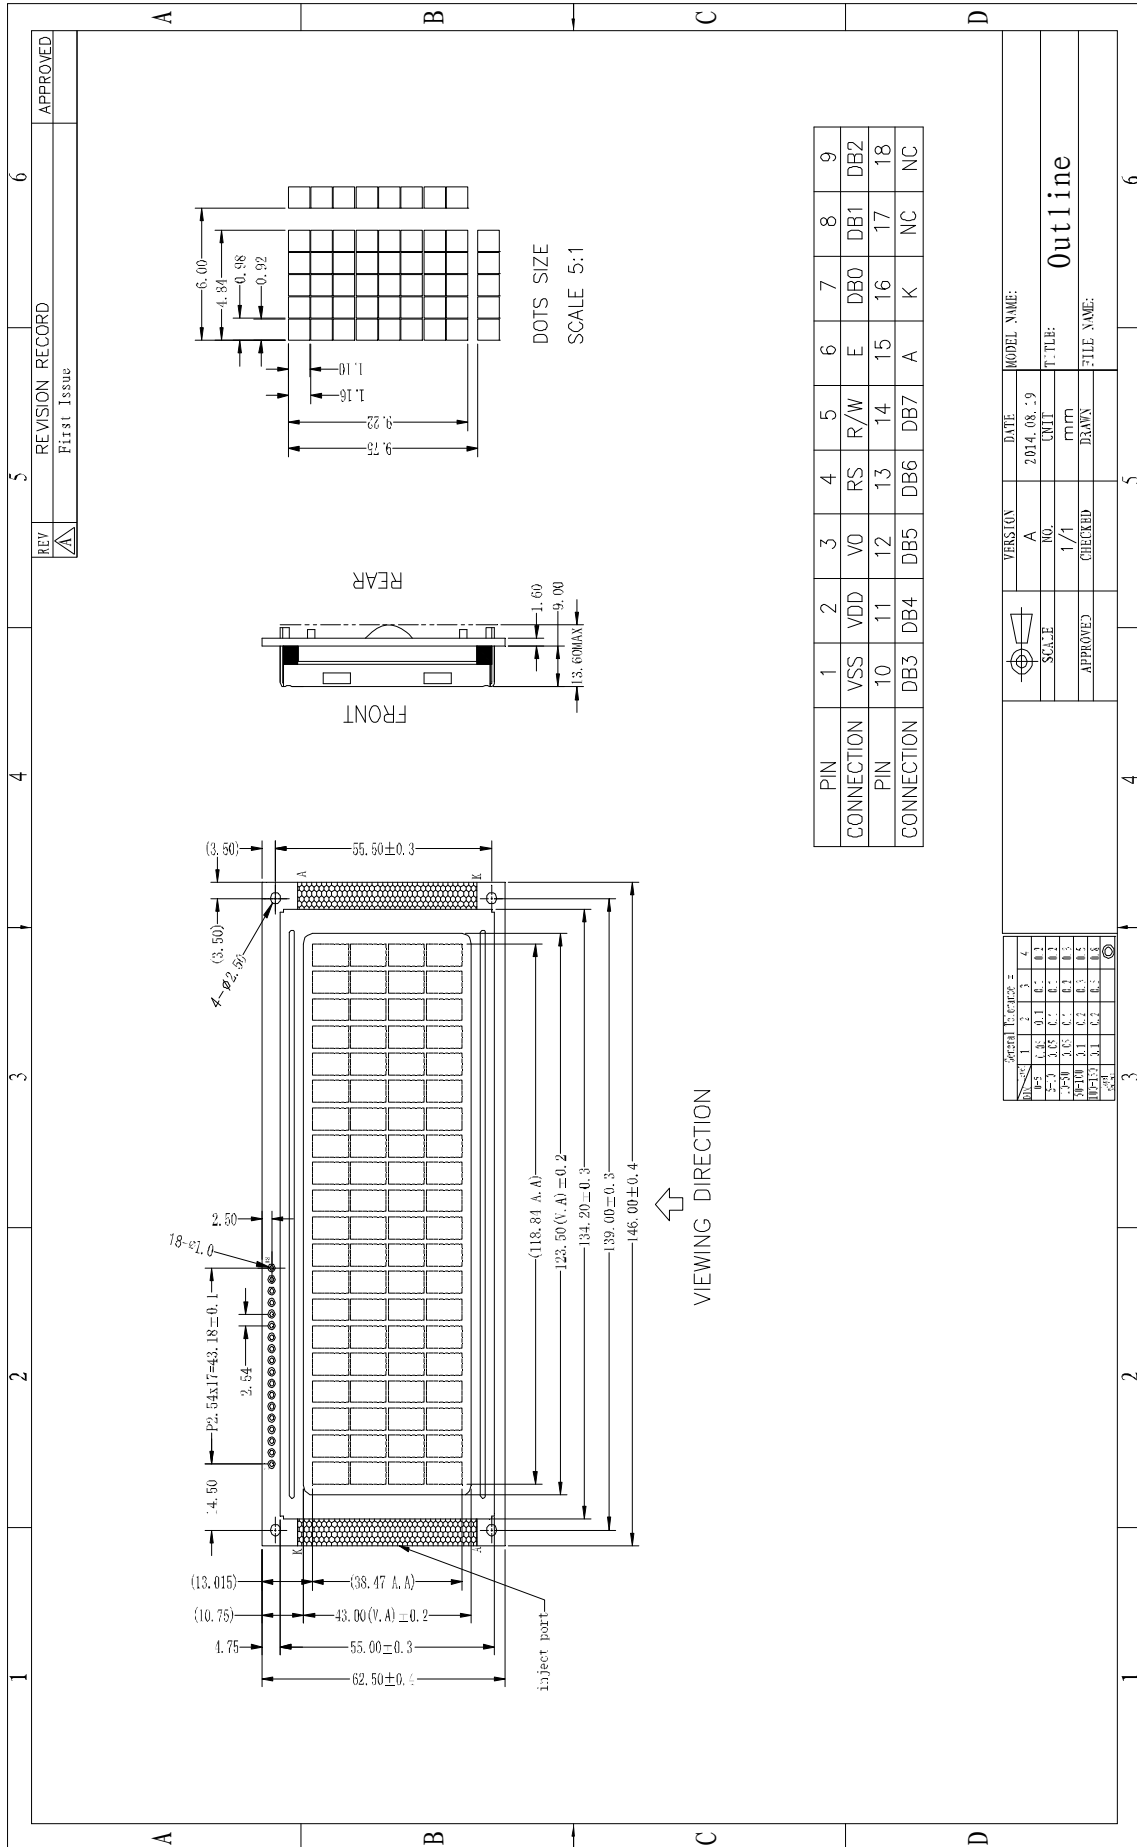 1 2 3 4 5 6
A B C D
REV REVISION RECORD APPROVED
A First Issue
(3.50)
55.50±0.3
(3.50)
4-ø2.50
A
K
2.50
P2.54x17=43.18±0.1
2.54
K
A
(13.015)
(38.47 A.A)
(10.75)
43.00(V.A)±0.2
4.75
55.00±0.3
62.50±0.4
inject port
(118.84 A.A)
123.50(V.A)±0.2
134.20±0.3
139.00±0.3
146.00±0.4
VIEWING DIRECTION
FRONT
REAR
1.60
9.00
13.60MAX
6.00
4.84
0.98
0.92
1.10
1.16
9.22
9.75
DOTS SIZE
SCALE 5:1
PIN 1 2 3 4 5 6 7 8 9
CONNECTION VSS VDD VO RS R/W E DB0 DB1 DB2
PIN 10 11 12 13 14 15 16 17 18
CONNECTION DB3 DB4 DB5 DB6 DB7 A K NC NC
VERSION DATE MODEL NAME:
A 2014.08.19
SCALE NO. UNIT TITLE: Outline
1/1 mm
APPROVED CHECKED DRAWN FILE NAME:
1 2 3 4 5 6
A B C D